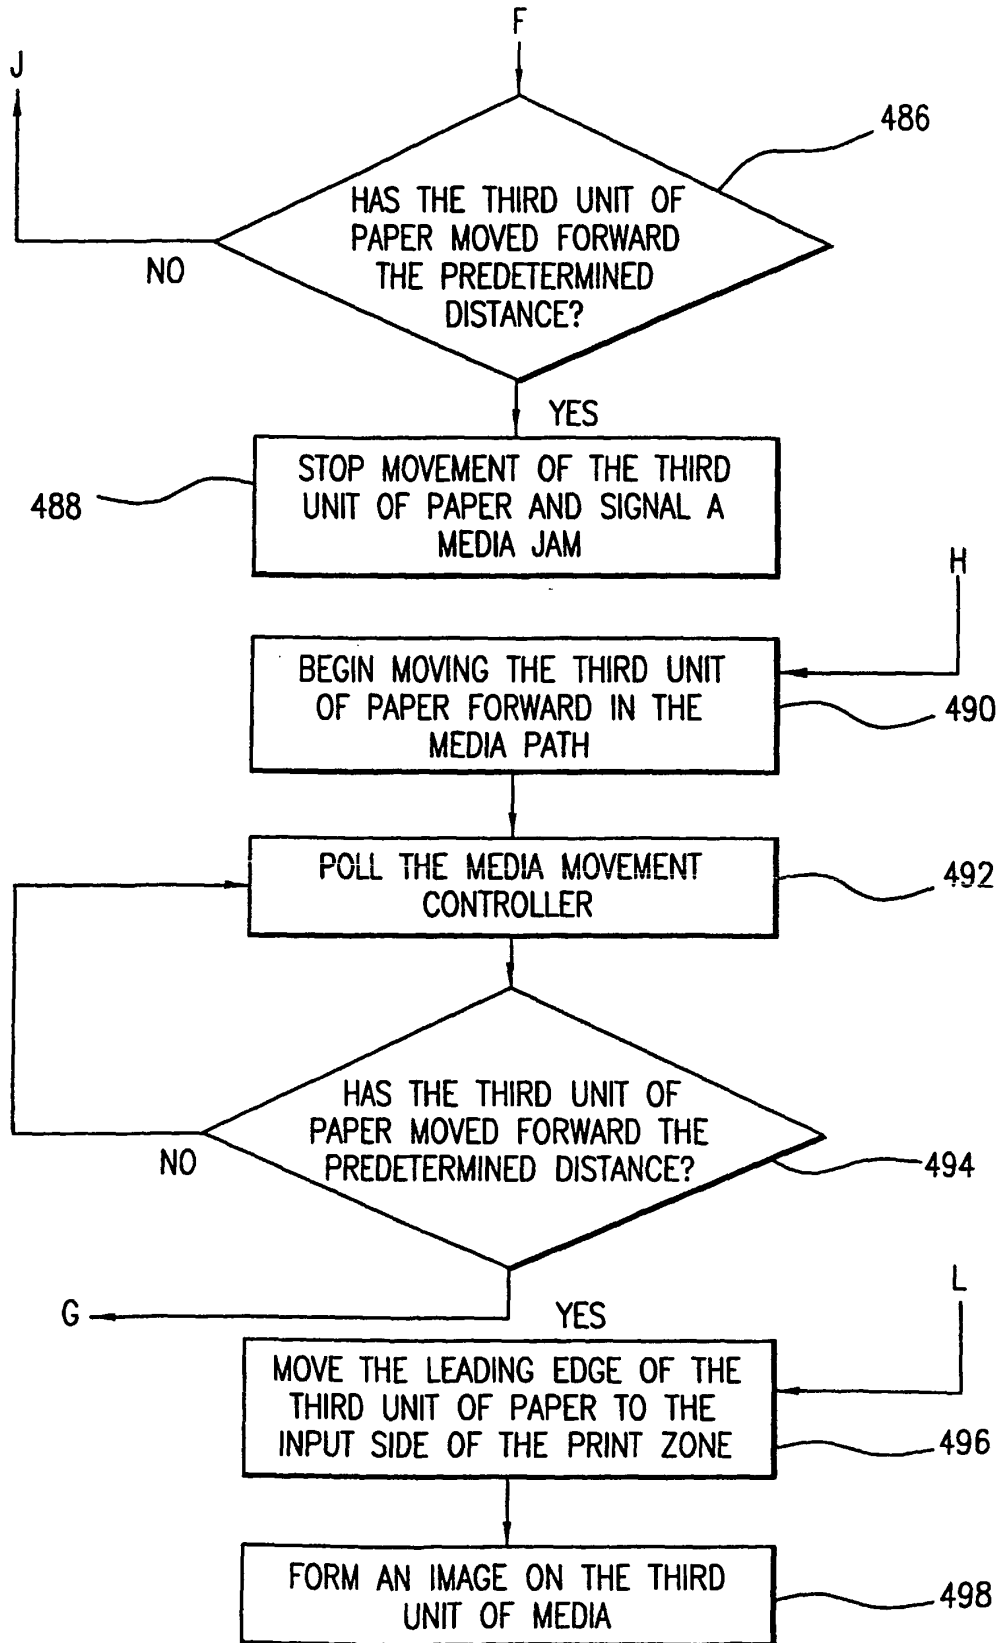 F
J
486
HAS THE THIRD UNIT OF
PAPER MOVED FORWARD
THE PREDETERMINED
DISTANCE?
NO
YES
STOP MOVEMENT OF THE THIRD
UNIT OF PAPER AND SIGNAL A
MEDIA JAM
488
H
BEGIN MOVING THE THIRD UNIT
OF PAPER FORWARD IN THE
MEDIA PATH
490
POLL THE MEDIA MOVEMENT
CONTROLLER
492
HAS THE THIRD UNIT OF
PAPER MOVED FORWARD THE
PREDETERMINED DISTANCE?
NO
494
G
YES
L
MOVE THE LEADING EDGE OF THE
THIRD UNIT OF PAPER TO THE
INPUT SIDE OF THE PRINT ZONE
496
FORM AN IMAGE ON THE THIRD
UNIT OF MEDIA
498